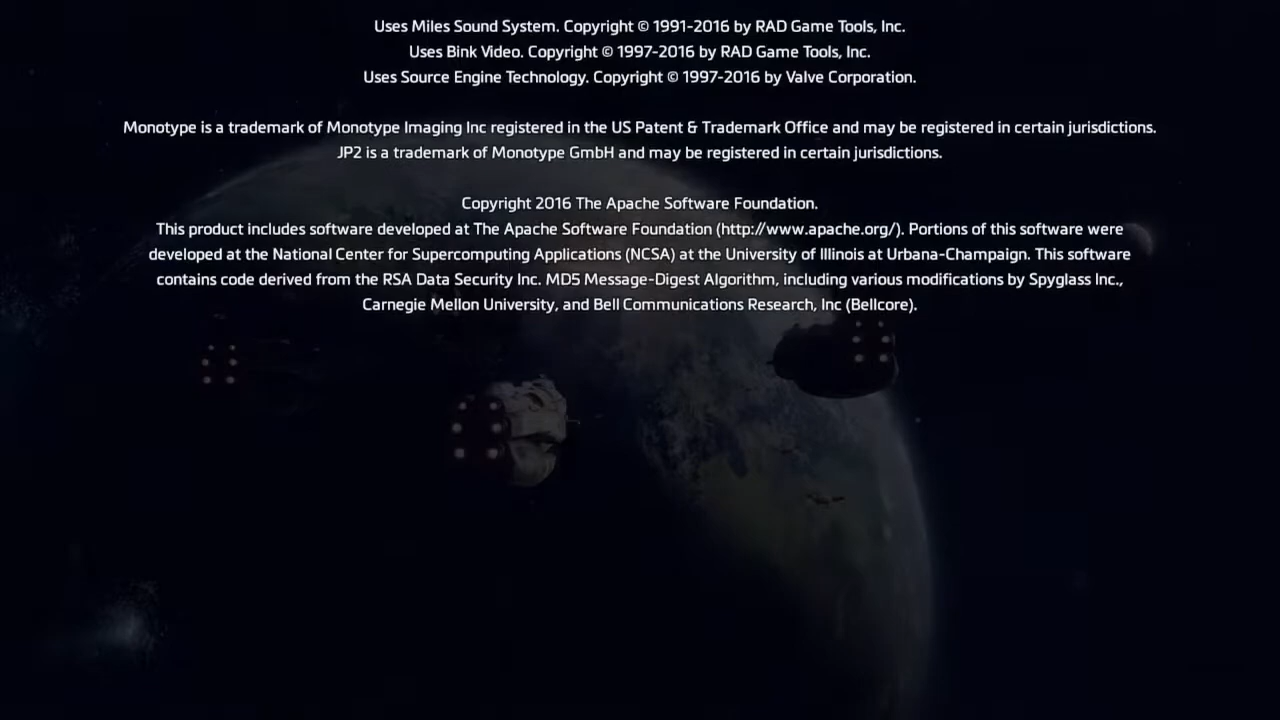 Uses Miles Sound System. Copyright © 1991-2016 by RAD Game Tools, Inc.
Uses Bink Video. Copyright © 1997-2016 by RAD Game Tools, Inc.
Uses Source Engine Technology. Copyright © 1997-2016 by Valve Corporation.
Monotype is a trademark of Monotype Imaging Inc registered in the US Patent & Trademark Office and may be registered in certain jurisdictions.
JP2 is a trademark of Monotype GmbH and may be registered in certain jurisdictions.
Copyright 2016 The Apache Software Foundation.
This product includes software developed at The Apache Software Foundation (http://www.apache.org/). Portions of this software were
developed at the National Center for Supercomputing Applications (NCSA) at the University of Illinois at Urbana-Champaign. This software
contains code derived from the RSA Data Security Inc. MD5 Message-Digest Algorithm, including various modifications by Spyglass Inc.,
Carnegie Mellon University, and Bell Communications Research, Inc (Bellcore).